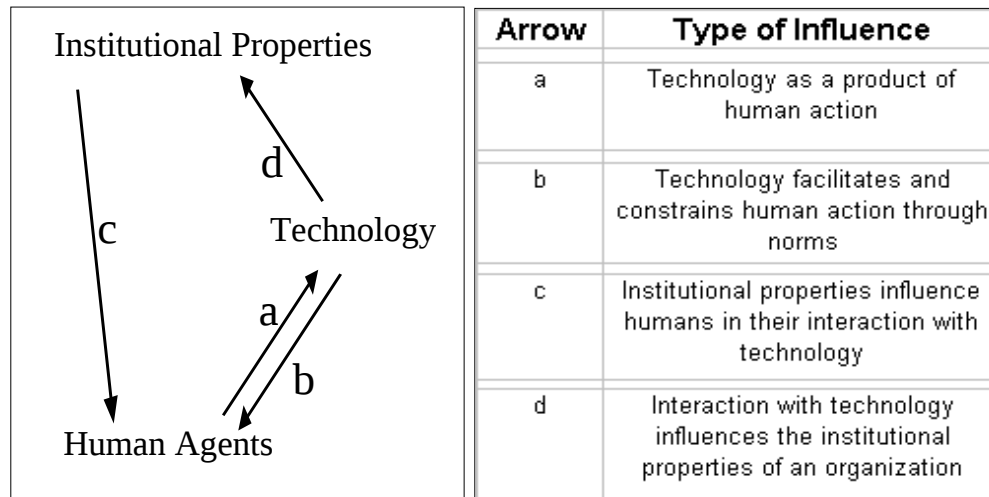 Institutional Properties
d
c
Technology
a
b
Human Agents
Arrow Type of Influence
a Technology as a product of
human action
b Technology facilitates and
constrains human action through
norms
c Institutional properties influence
humans in their interaction with
technology
d Interaction with technology
influences the institutional
properties of an organization